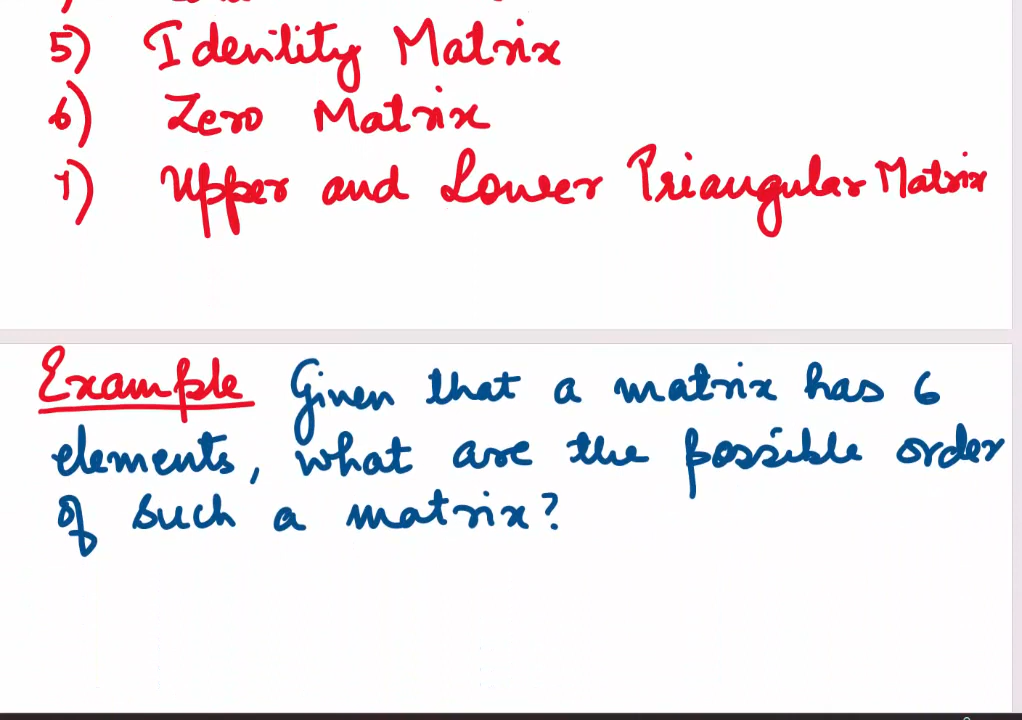 5) Identity Matrix
6) Zero Matrix
7) Upper and Lower Triangular Matrix
Example Given that a matrix has 6
elements, what are the possible order
of such a matrix?